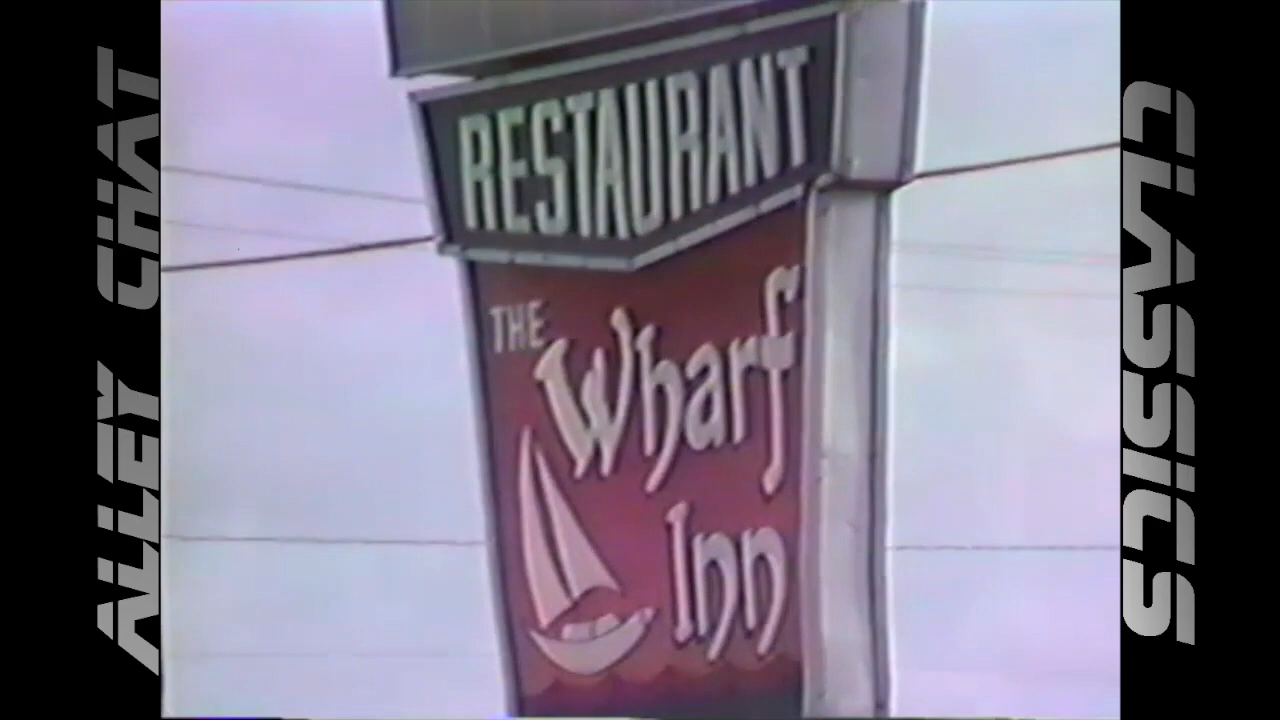 ALLEY CHAT
RESTAURANT
THE
Wharf
Inn
CLASSICS